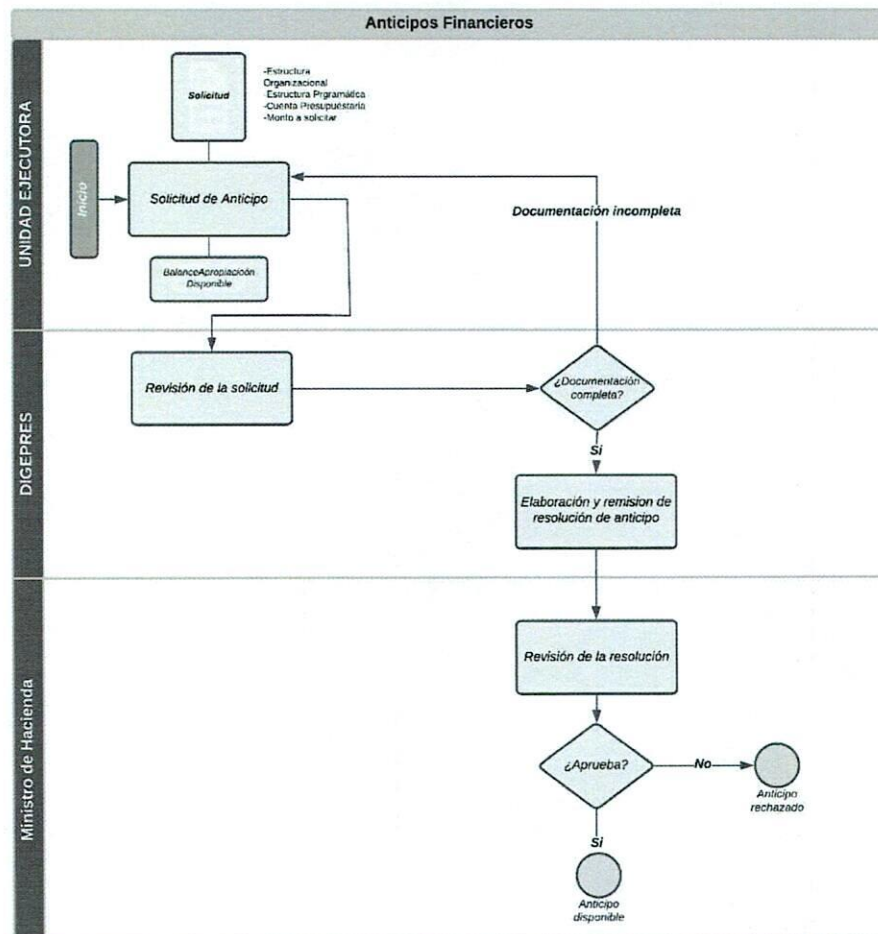 Anticipos Financieros
UNIDAD EJECUTORA
Solicitud
-Estructura
Organizacional
-Estructura Prgramática
-Cuenta Presupuestaria
-Monto a solicitar
Inicio
Solicitud de Anticipo
Documentación incompleta
BalanceApropiacioón
Disponible
DIGEPRES
Revisión de la solicitud
¿Documentación
completa?
Si
Elaboración y remision de
resolución de anticipo
Ministro de Hacienda
Revisión de la resolución
¿Aprueba?
No
Anticipo
rechazado
Si
Anticipo
disponible